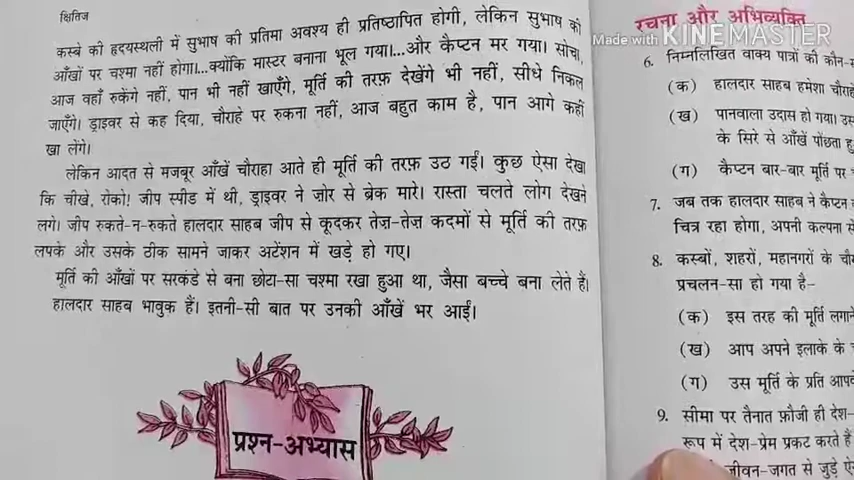 क्षितिज
कस्बे की हृदयस्थली में सुभाष की प्रतिमा अवश्य ही प्रतिष्ठापित होगी, लेकिन सुभाष की
आँखों पर चश्मा नहीं होगा।...क्योंकि मास्टर बनाना भूल गया।...और कैप्टन मर गया। सोचा,
आज वहाँ रुकेंगे नहीं, पान भी नहीं खाएँगे, मूर्ति की तरफ़ देखेंगे भी नहीं, सीधे निकल
जाएँगे। ड्राइवर से कह दिया, चौराहे पर रुकना नहीं, आज बहुत काम है, पान आगे कहीं
खा लेंगे।
लेकिन आदत से मजबूर आँखें चौराहा आते ही मूर्ति की तरफ़ उठ गईं। कुछ ऐसा देखा
कि चीखे, रोको! जीप स्पीड में थी, ड्राइवर ने ज़ोर से ब्रेक मारे। रास्ता चलते लोग देखने
लगे। जीप रुकते-न-रुकते हालदार साहब जीप से कूदकर तेज़-तेज़ कदमों से मूर्ति की तरफ़
लपके और उसके ठीक सामने जाकर अटेंशन में खड़े हो गए।
मूर्ति की आँखों पर सरकंडे से बना छोटा-सा चश्मा रखा हुआ था, जैसा बच्चे बना लेते हैं।
हालदार साहब भावुक हैं। इतनी-सी बात पर उनकी आँखें भर आईं।
प्रश्न-अभ्यास
रचना और अभिव्यक्ति
Made with KINEMASTER
6. निम्नलिखित वाक्य पात्रों की
(क) हालदार साहब हमेशा
(ख) पानवाला उदास हो गया।
के सिरे से आँखें पोंछता
(ग) कैप्टन बार-बार मूर्ति पर
7. जब तक हालदार साहब ने
चित्र रहा होगा, अपनी कल्पना
8. कस्बों, शहरों, महानगरों के
प्रचलन-सा हो गया है-
(क) इस तरह की मूर्ति
(ख) आप अपने इलाके के
(ग) उस मूर्ति के प्रति
9. सीमा पर तैनात फ़ौजी ही
रूप में देश-प्रेम प्रकट करते
जीवन-जगत से जुड़े